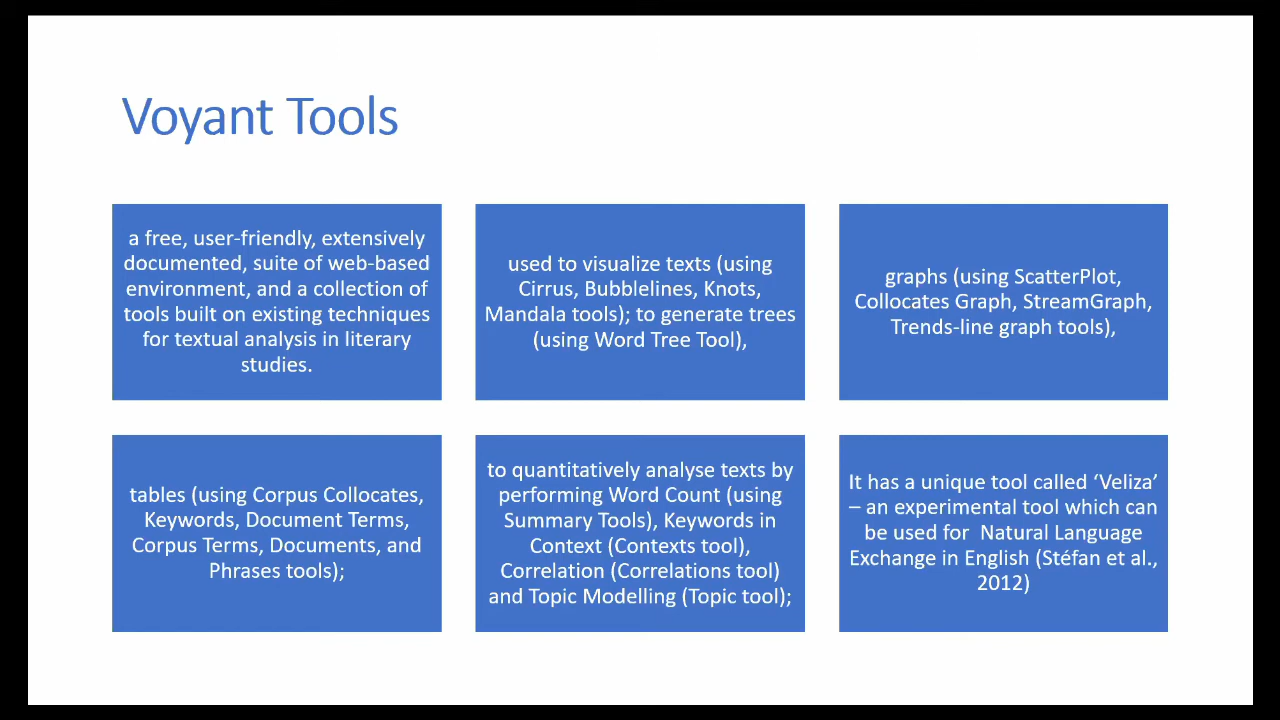 Voyant Tools
a free, user-friendly, extensively
documented, suite of web-based
environment, and a collection of
tools built on existing techniques
for textual analysis in literary
studies.
used to visualize texts (using
Cirrus, Bubblelines, Knots,
Mandala tools); to generate trees
(using Word Tree Tool),
graphs (using ScatterPlot,
Collocates Graph, StreamGraph,
Trends-line graph tools),
tables (using Corpus Collocates,
Keywords, Document Terms,
Corpus Terms, Documents, and
Phrases tools);
to quantitatively analyse texts by
performing Word Count (using
Summary Tools), Keywords in
Context (Contexts tool),
Correlation (Correlations tool)
and Topic Modelling (Topic tool);
It has a unique tool called ‘Veliza’
– an experimental tool which can
be used for  Natural Language
Exchange in English (Stéfan et al.,
2012)